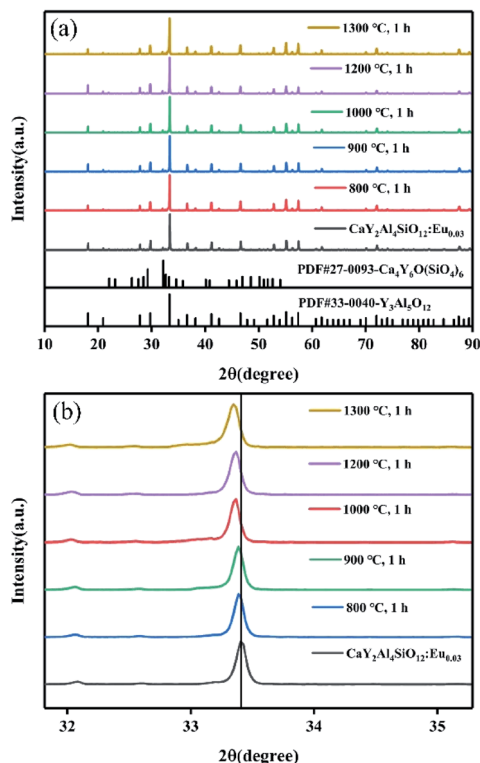 (a)
1300 °C, 1 h
1200 °C, 1 h
1000 °C, 1 h
900 °C, 1 h
800 °C, 1 h
CaY₂Al₄SiO₁₂:Eu₀.₀₃
PDF#27-0093-Ca₄Y₆O(SiO₄)₆
PDF#33-0040-Y₃Al₅O₁₂
Intensity(a.u.)
10 20 30 40 50 60 70 80 90
2θ(degree)
(b)
1300 °C, 1 h
1200 °C, 1 h
1000 °C, 1 h
900 °C, 1 h
800 °C, 1 h
CaY₂Al₄SiO₁₂:Eu₀.₀₃
Intensity(a.u.)
32 33 34 35
2θ(degree)